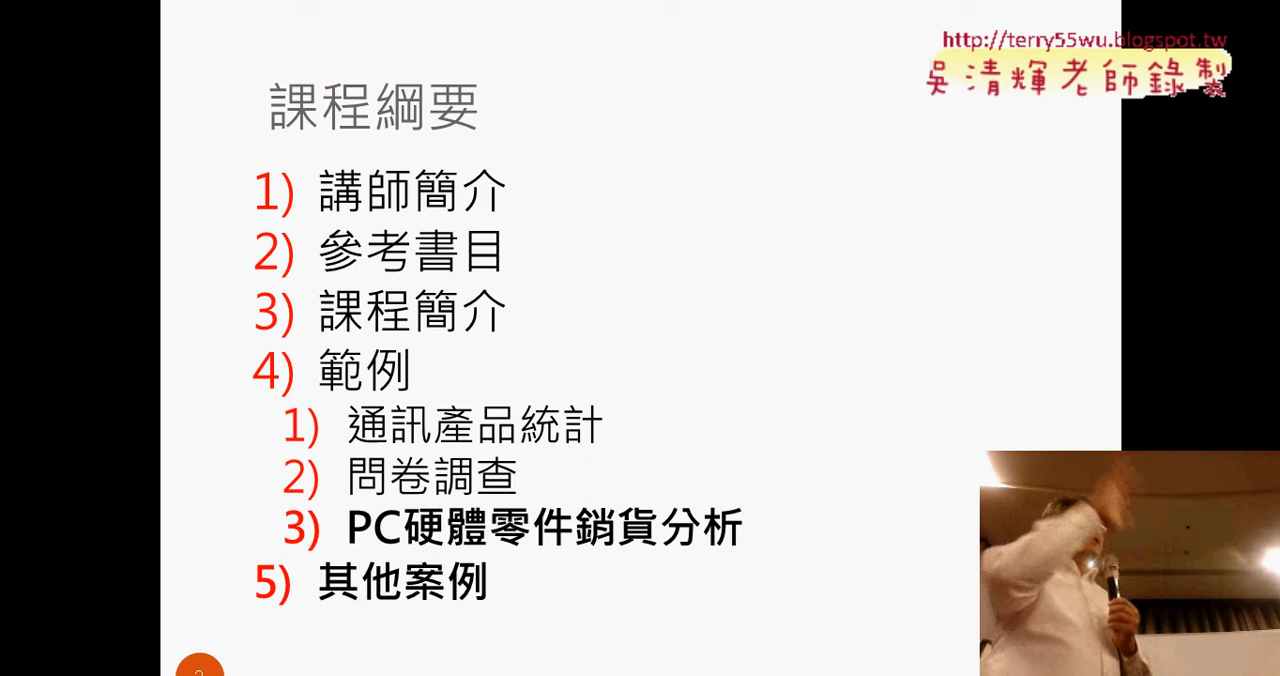 http://terry55wu.blogspot.tw
吳清輝老師錄製
課程綱要
1) 講師簡介
2) 參考書目
3) 課程簡介
4) 範例
1) 通訊產品統計
2) 問卷調查
3) PC硬體零件銷貨分析
5) 其他案例
2